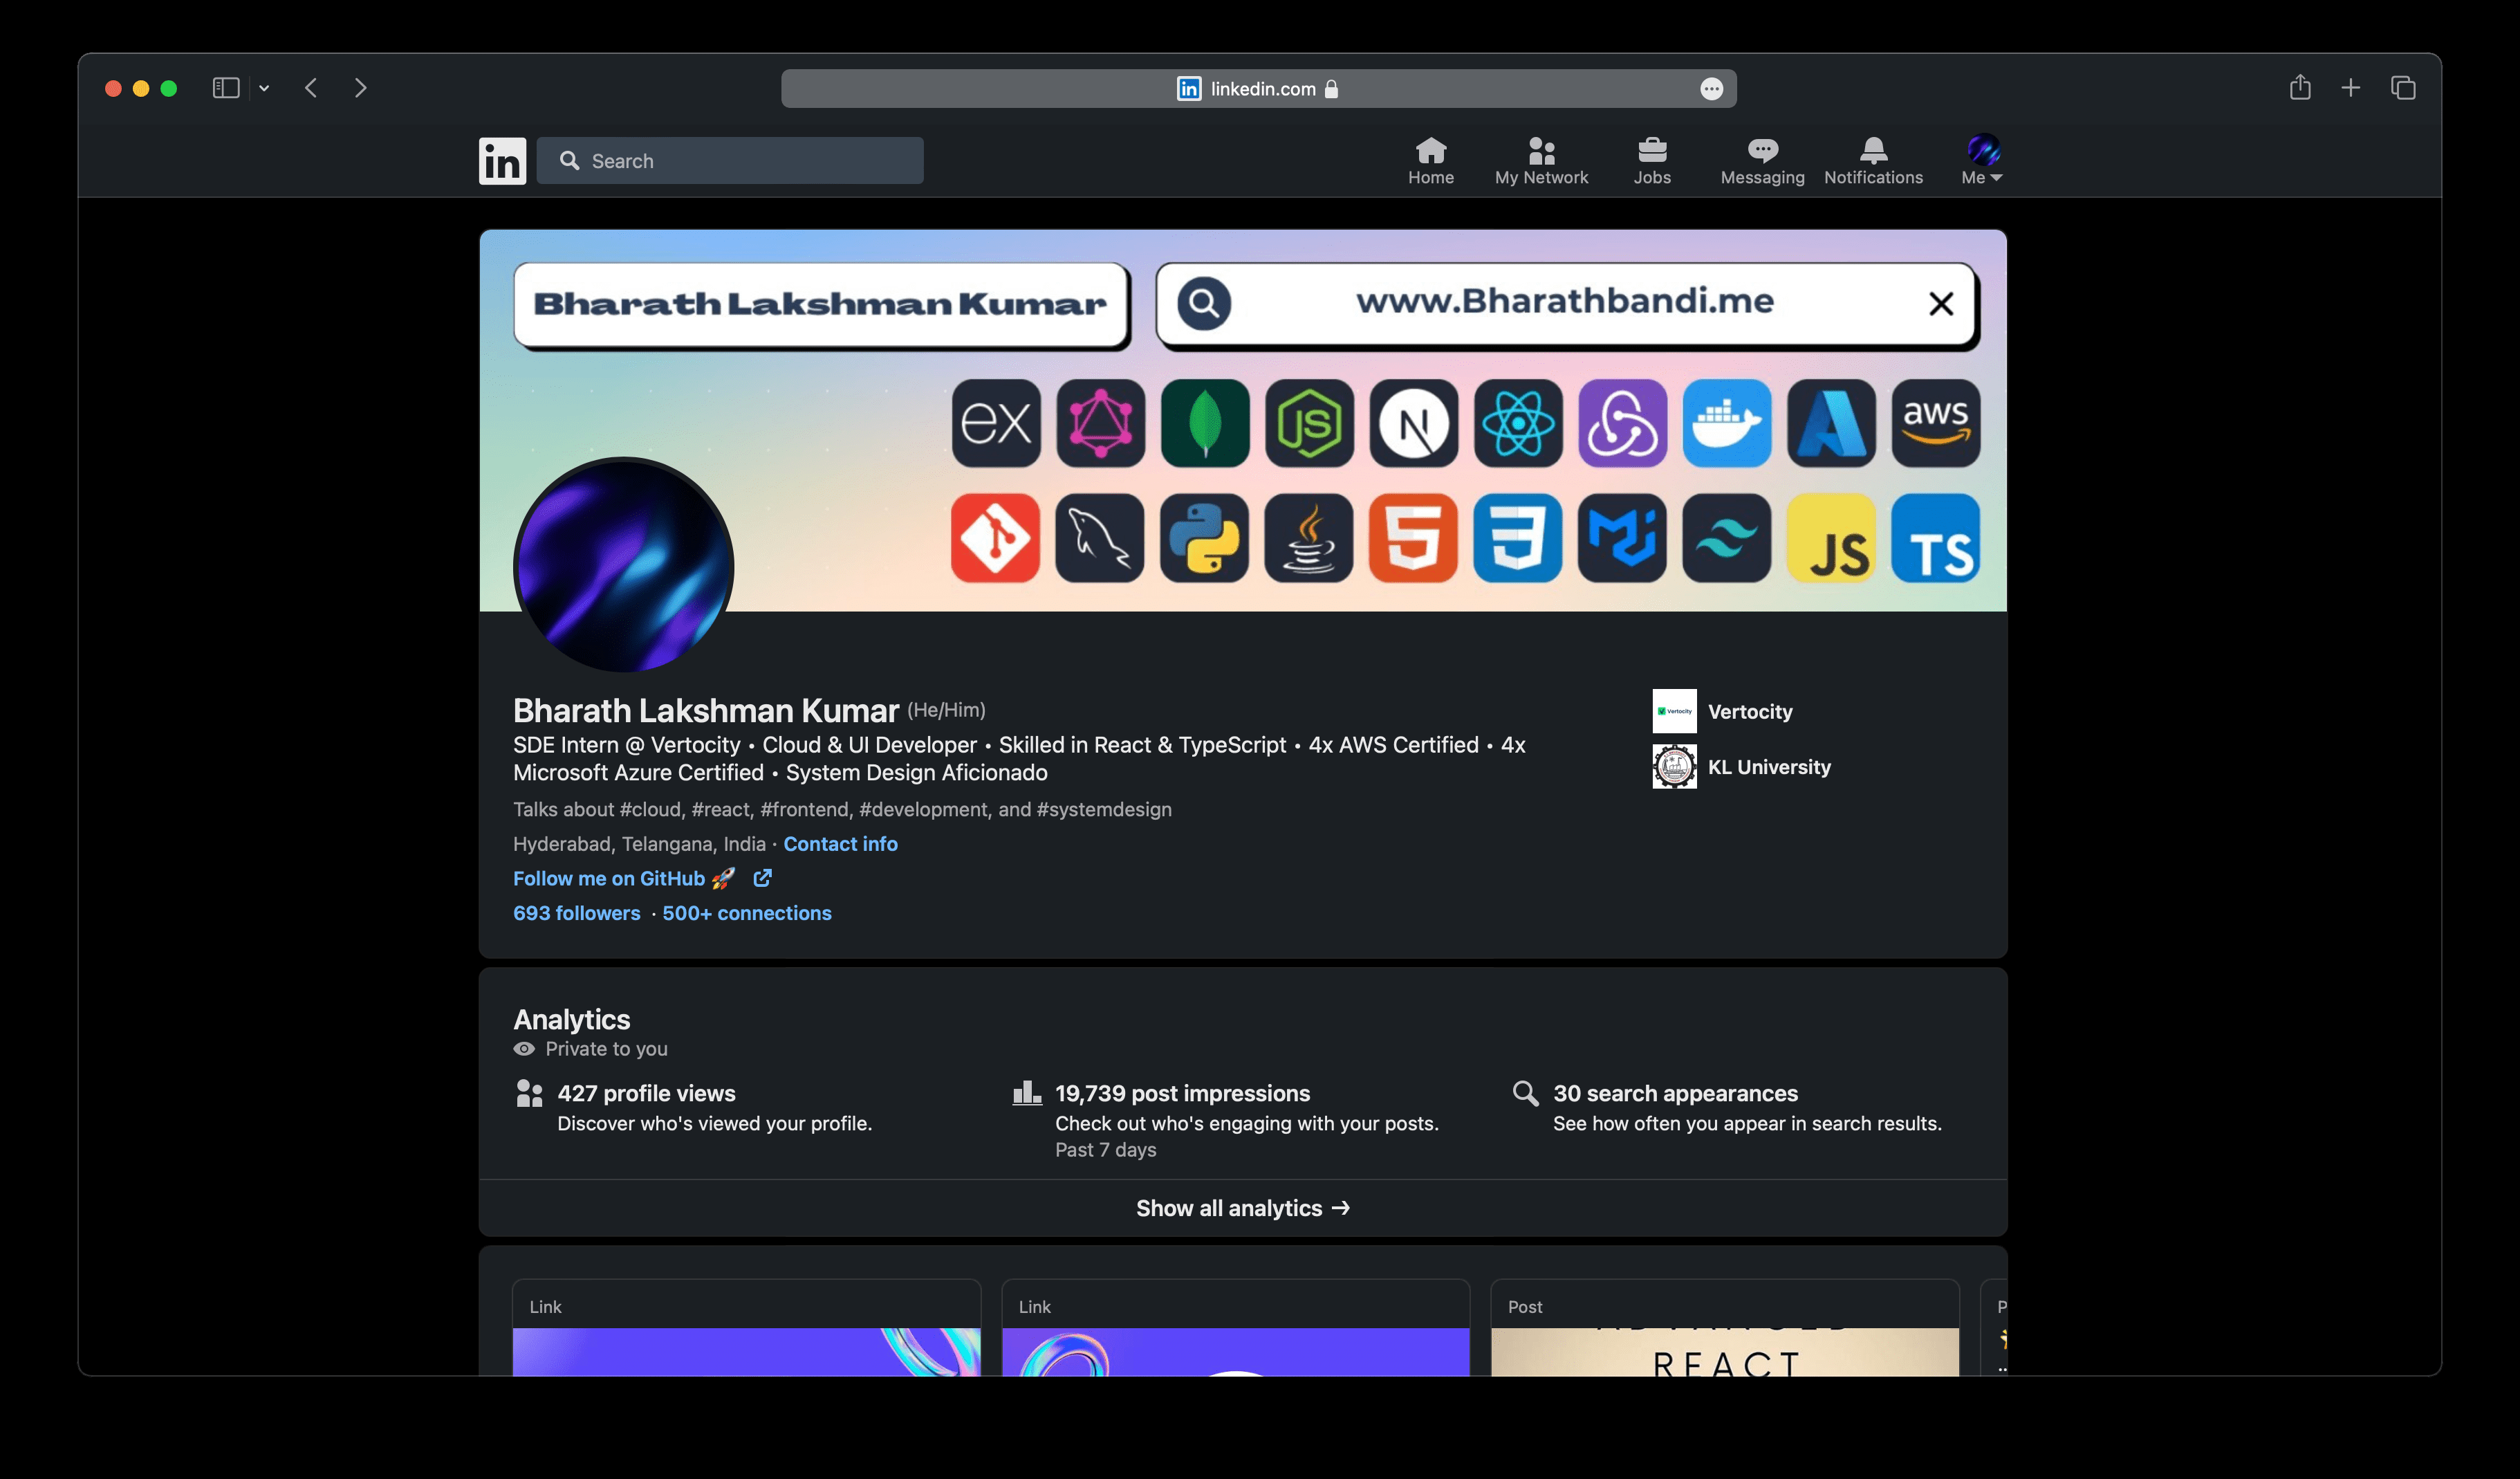 linkedin.com
in
Search
Home
My Network
Jobs
Messaging
Notifications
Me
Bharath Lakshman Kumar
www.Bharathbandi.me
ex
JS
N
aws
JS
TS
Bharath Lakshman Kumar (He/Him)
SDE Intern @ Vertocity • Cloud & UI Developer • Skilled in React & TypeScript • 4x AWS Certified • 4x
Microsoft Azure Certified • System Design Aficionado
Talks about #cloud, #react, #frontend, #development, and #systemdesign
Hyderabad, Telangana, India · Contact info
Follow me on GitHub 🚀
693 followers · 500+ connections
Vertocity
Vertocity
KL University
Analytics
Private to you
427 profile views
Discover who's viewed your profile.
19,739 post impressions
Check out who's engaging with your posts.
Past 7 days
30 search appearances
See how often you appear in search results.
Show all analytics →
Link
Link
Post
REACT